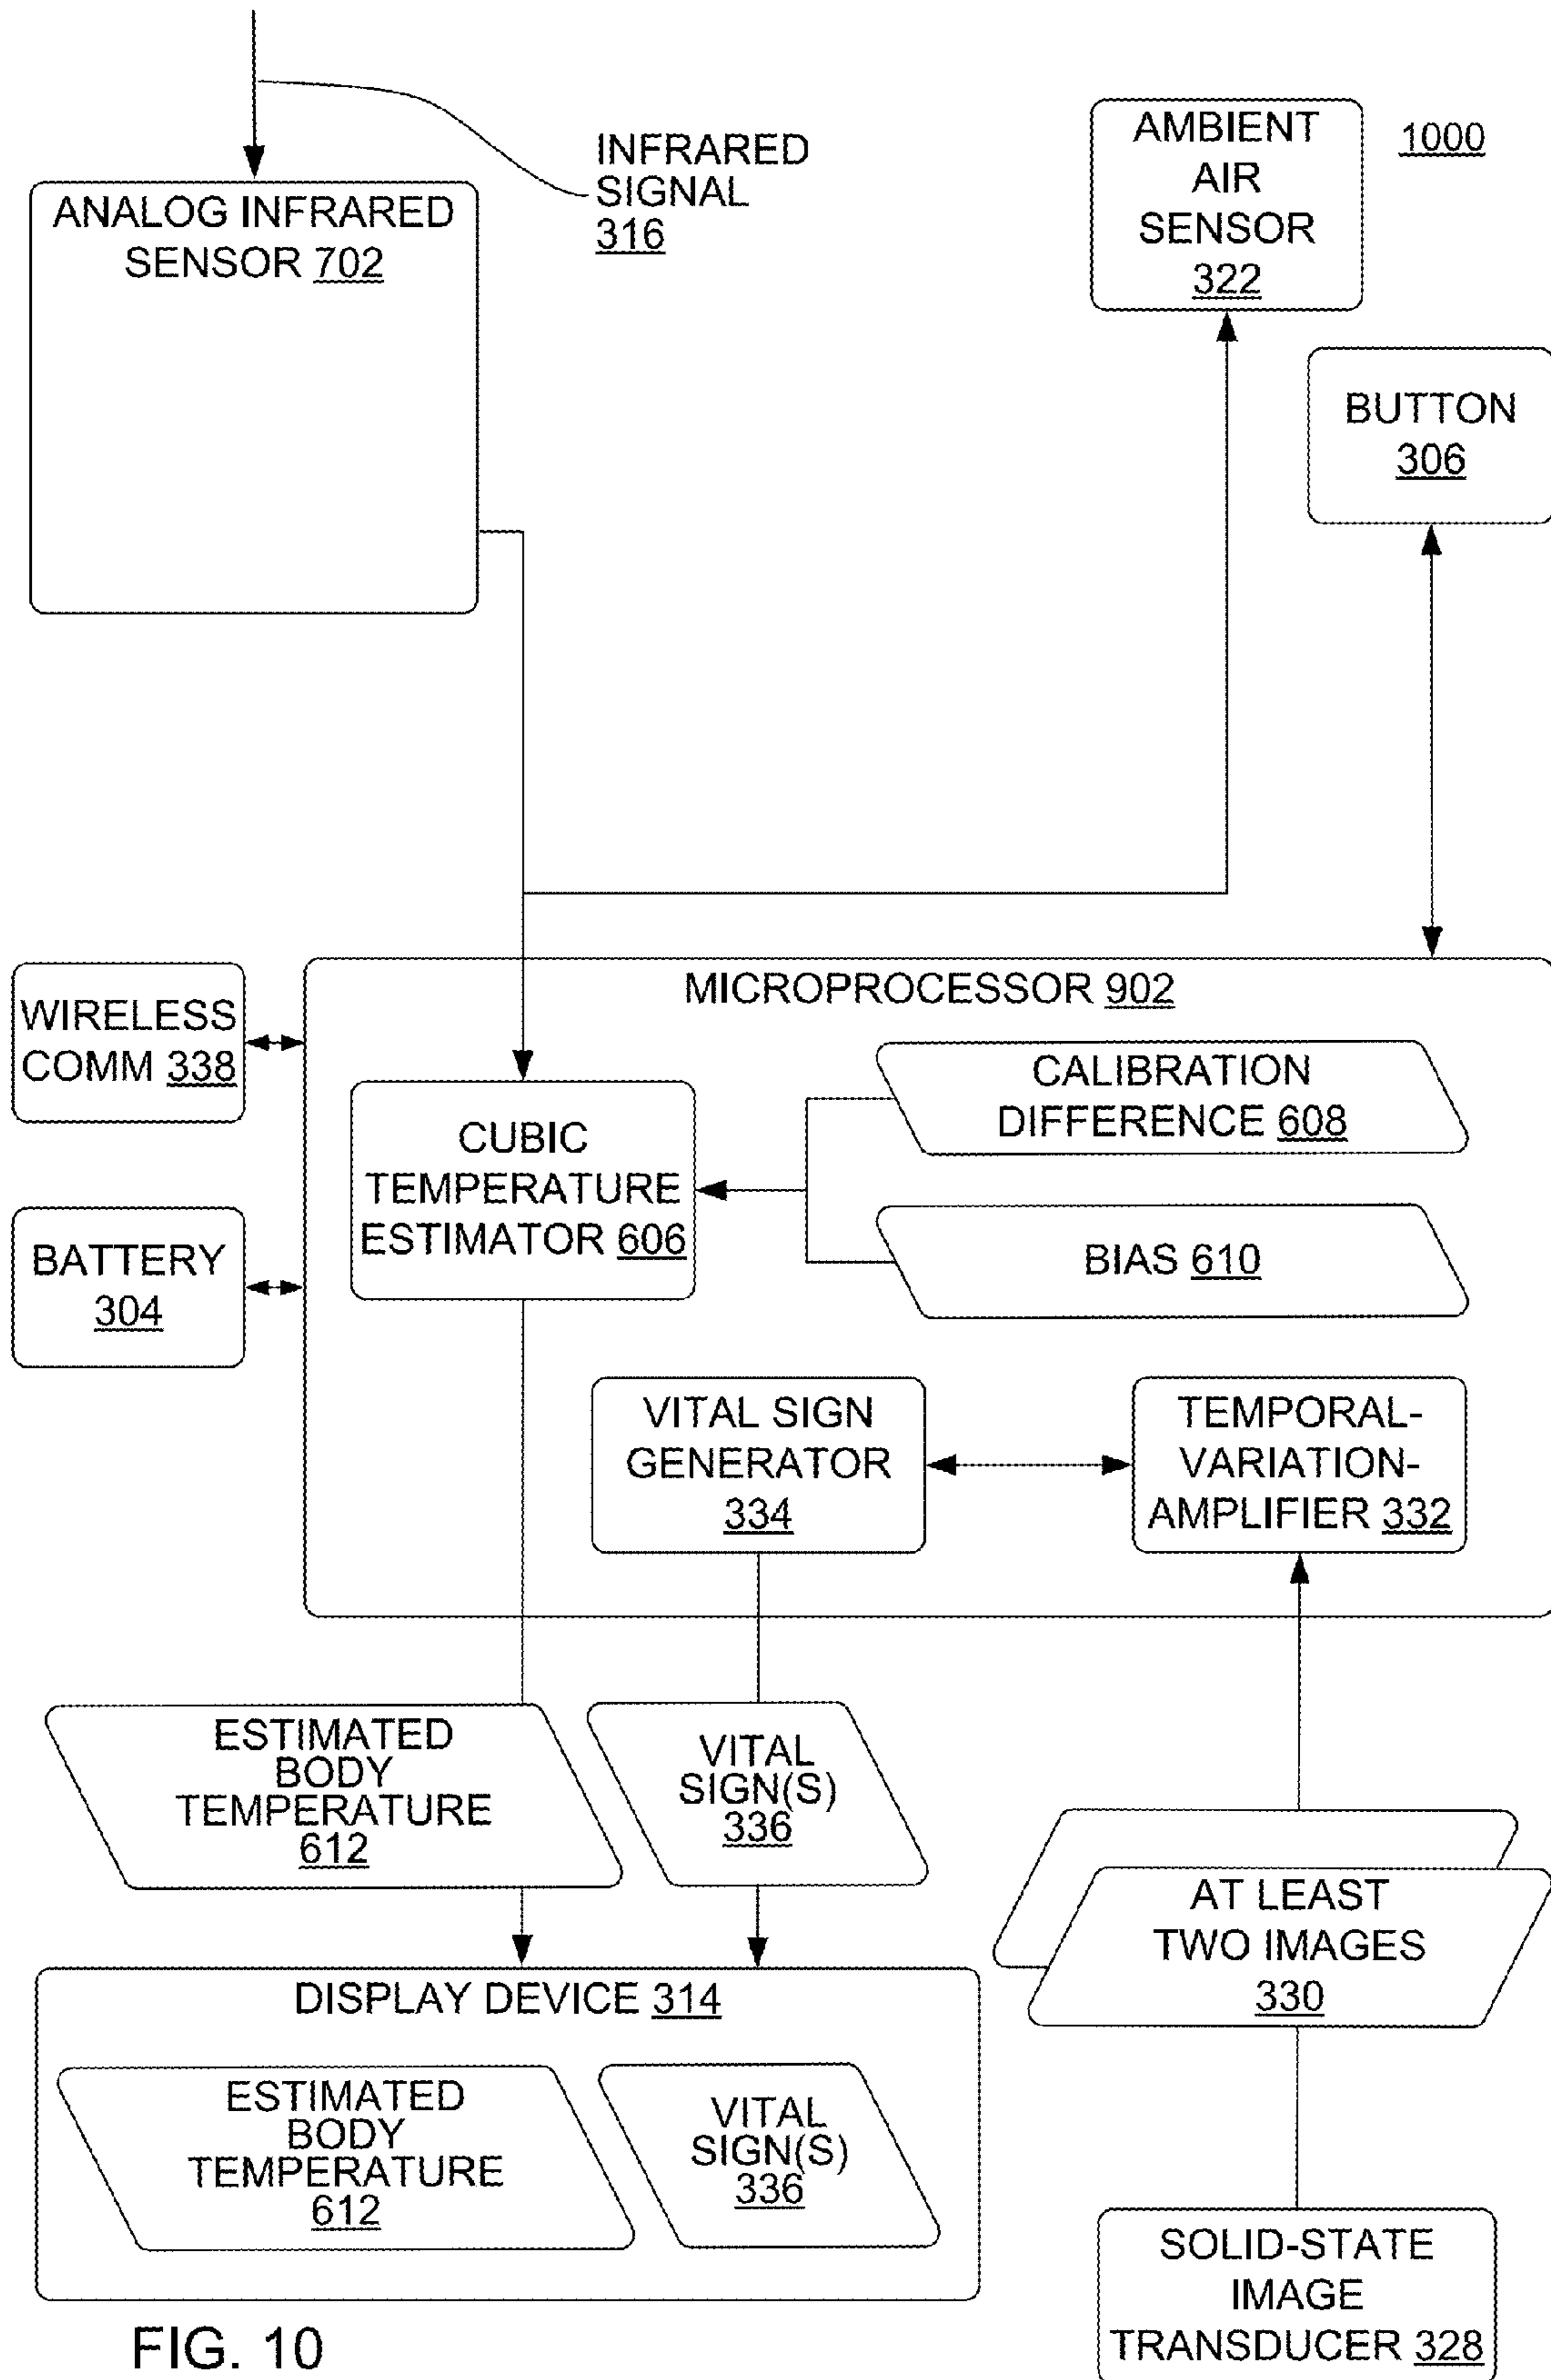 INFRARED
SIGNAL
316
ANALOG INFRARED
SENSOR 702
AMBIENT
AIR
SENSOR
322
1000
BUTTON
306
MICROPROCESSOR 902
WIRELESS
COMM 338
BATTERY
304
CUBIC
TEMPERATURE
ESTIMATOR 606
CALIBRATION
DIFFERENCE 608
BIAS 610
VITAL SIGN
GENERATOR
334
TEMPORAL-
VARIATION-
AMPLIFIER 332
ESTIMATED
BODY
TEMPERATURE
612
VITAL
SIGN(S)
336
AT LEAST
TWO IMAGES
330
DISPLAY DEVICE 314
ESTIMATED
BODY
TEMPERATURE
612
VITAL
SIGN(S)
336
SOLID-STATE
IMAGE
TRANSDUCER 328
FIG. 10